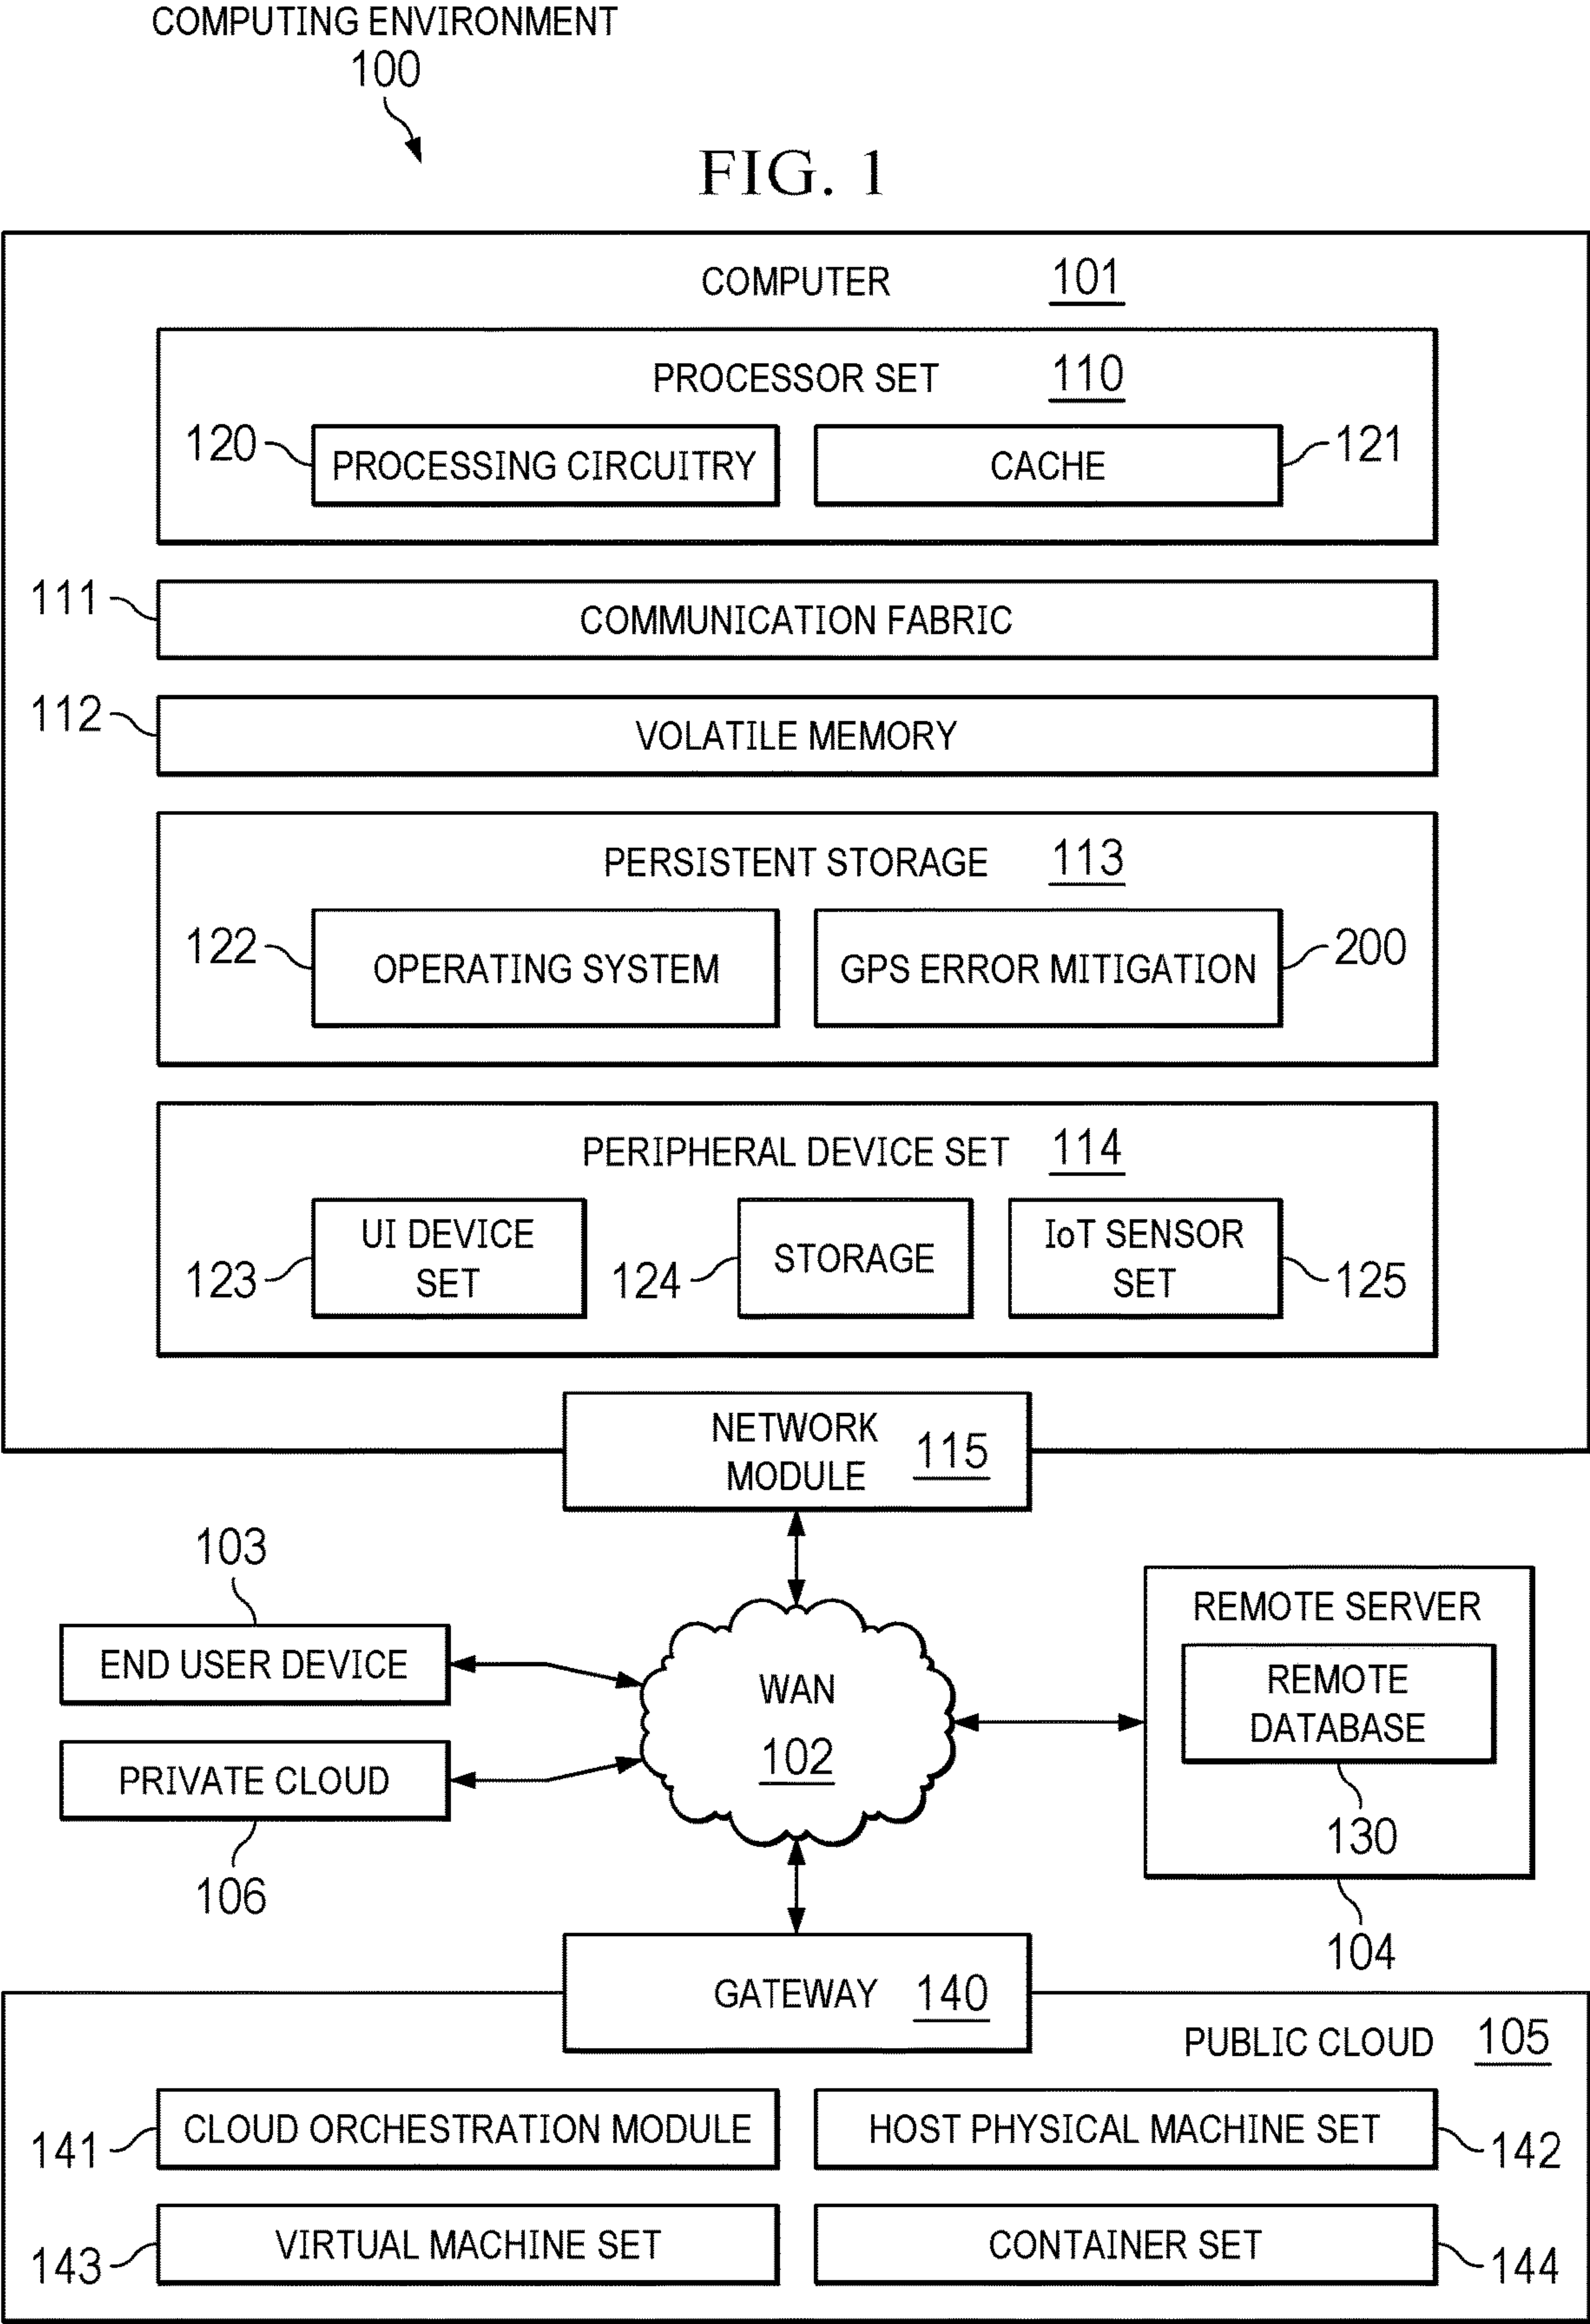 COMPUTING ENVIRONMENT
100
FIG. 1
COMPUTER 101
PROCESSOR SET 110
120 PROCESSING CIRCUITRY CACHE 121
111 COMMUNICATION FABRIC
112 VOLATILE MEMORY
PERSISTENT STORAGE 113
122 OPERATING SYSTEM GPS ERROR MITIGATION 200
PERIPHERAL DEVICE SET 114
123 UI DEVICE
SET
124 STORAGE
IoT SENSOR
SET 125
NETWORK
MODULE 115
103
END USER DEVICE
PRIVATE CLOUD
106
WAN
102
REMOTE SERVER
REMOTE
DATABASE
130
104
GATEWAY 140
PUBLIC CLOUD 105
141 CLOUD ORCHESTRATION MODULE HOST PHYSICAL MACHINE SET 142
143 VIRTUAL MACHINE SET CONTAINER SET 144